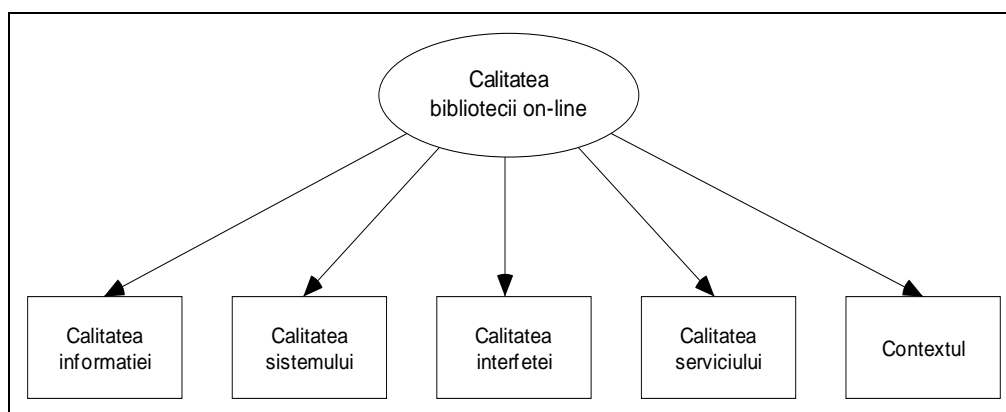 Calitatea
bibliotecii on-line
Calitatea
informatiei
Calitatea
sistemului
Calitatea
interfetei
Calitatea
serviciului
Contextul